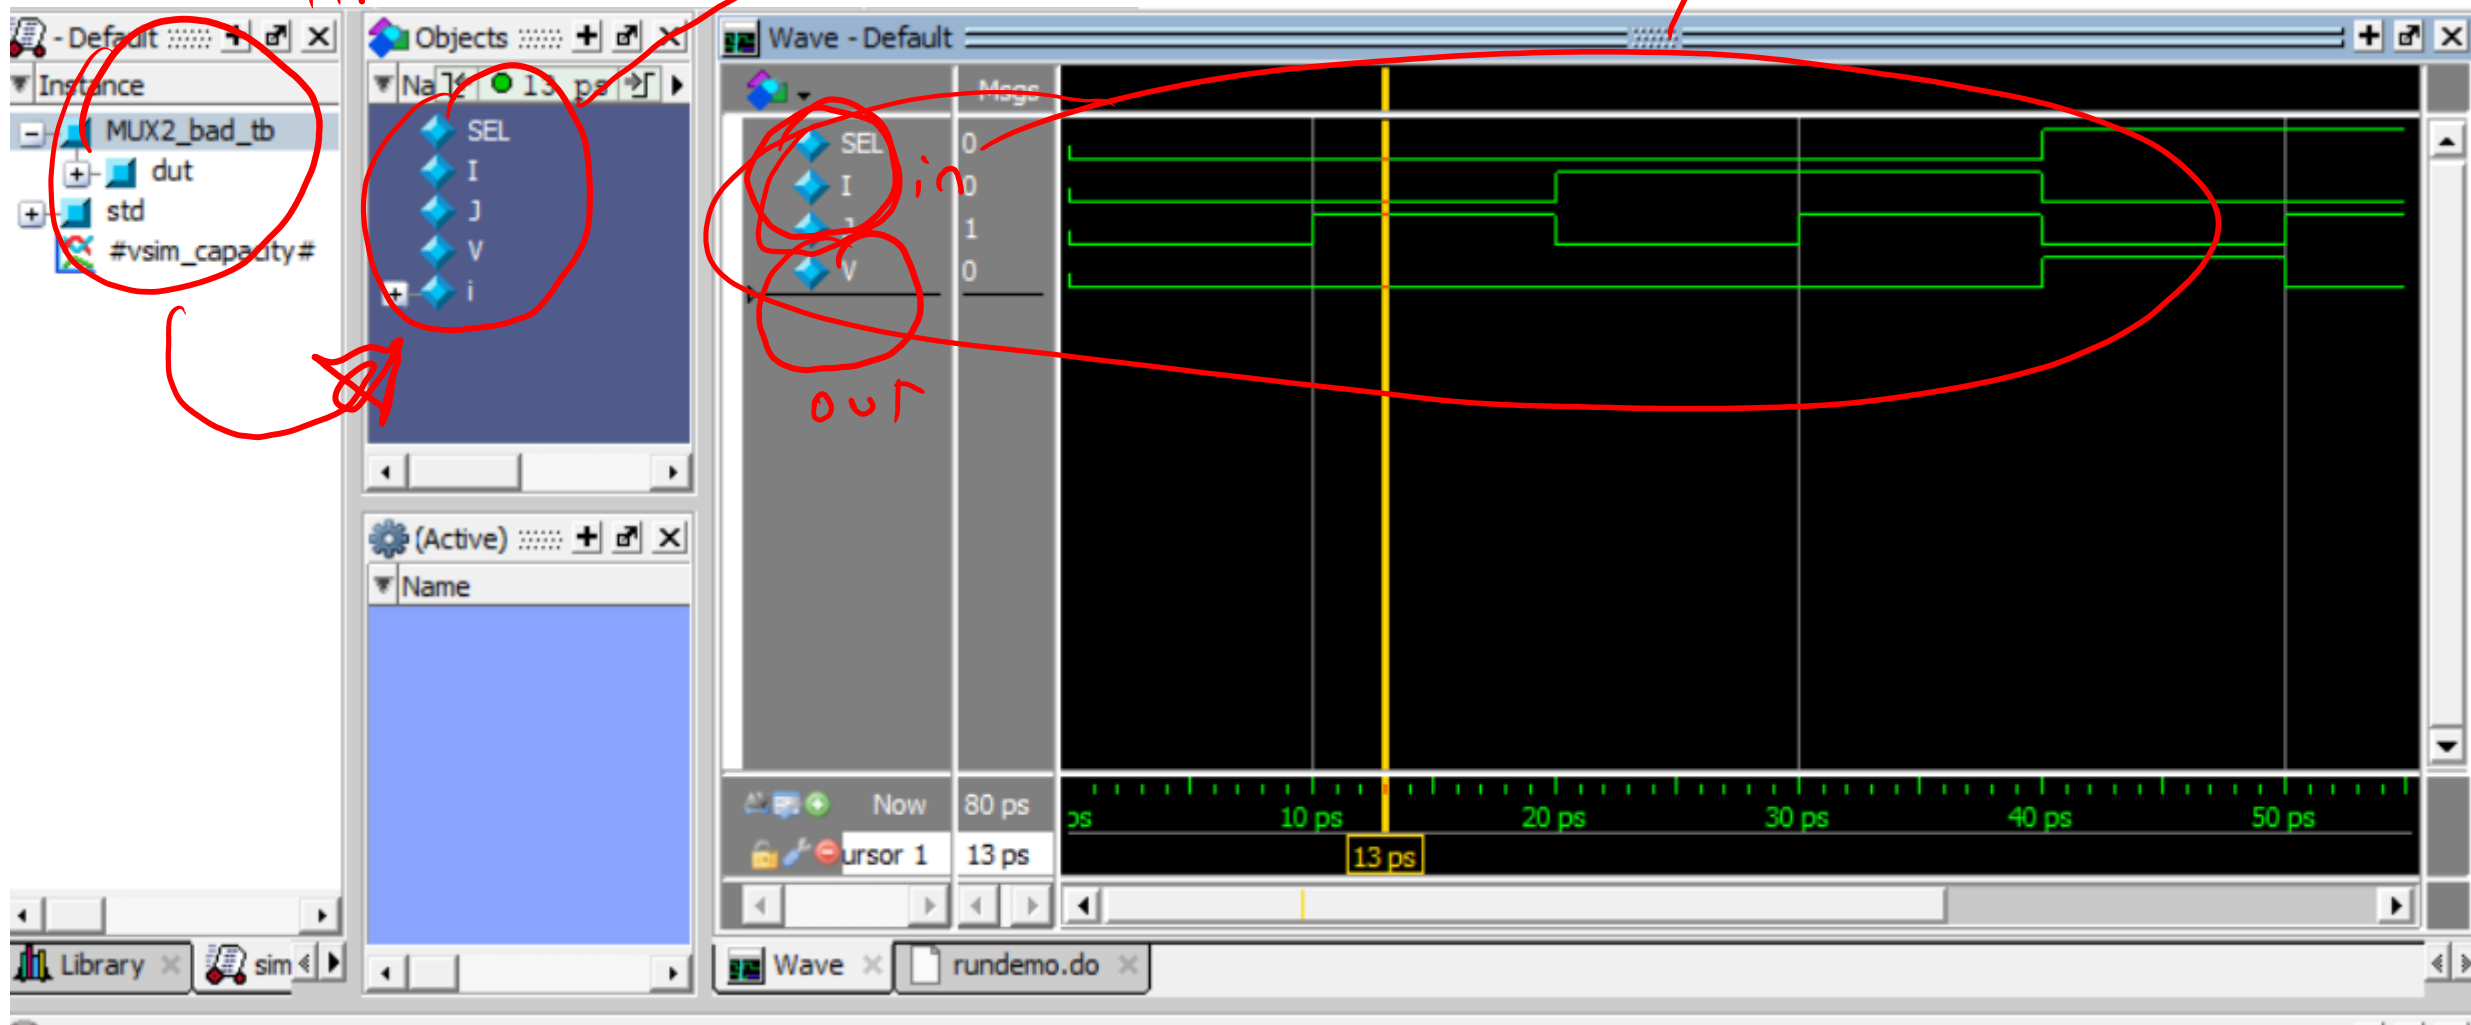 - Default
Instance
MUX2_bad_tb
dut
std
#vsim_capacity#
Library
sim
Objects
Na 13 ps
SEL
I
J
V
i
(Active)
Name
Wave - Default
Msgs
SEL 0
I 0
J 1
V 0
in
out
Now 80 ps
ursor 1 13 ps
ps 10 ps 20 ps 30 ps 40 ps 50 ps
13 ps
Wave
rundemo.do